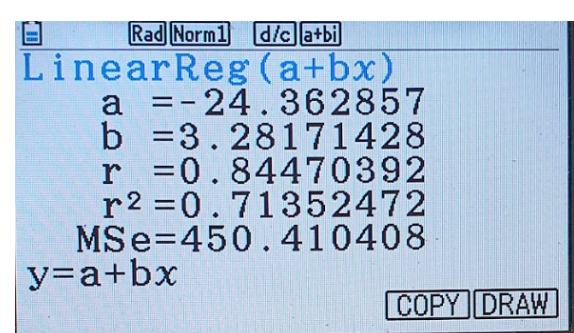 Rad Norm1 d/c a+bi
LinearReg(a+bx)
a =-24.362857
b =3.28171428
r =0.84470392
r²=0.71352472
MSe=450.410408
y=a+bx
COPY DRAW